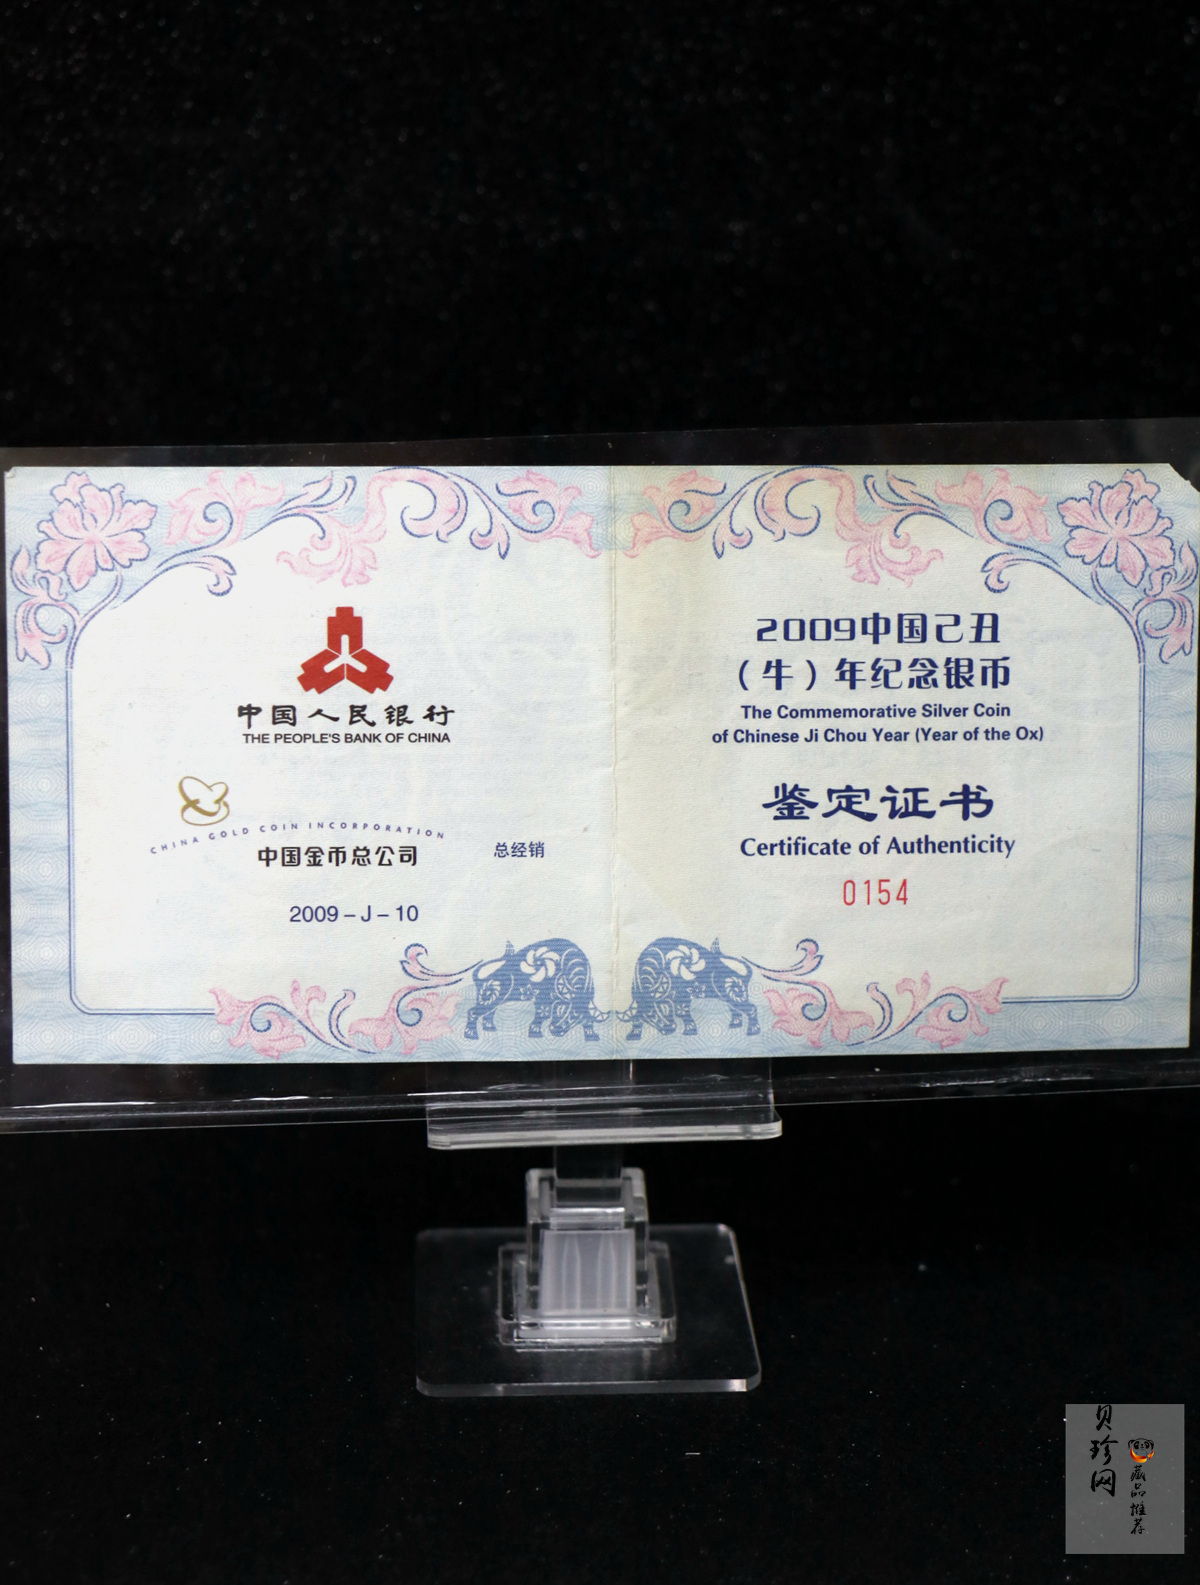 中国人民银行
THE PEOPLE'S BANK OF CHINA
CHINA GOLD COIN INCORPORATION
中国金币总公司
总经销
2009－J－10
2009中国己丑
（牛）年纪念银币
The Commemorative Silver Coin
of Chinese Ji Chou Year (Year of the Ox)
鉴定证书
Certificate of Authenticity
0154
贝珍网
藏品推荐